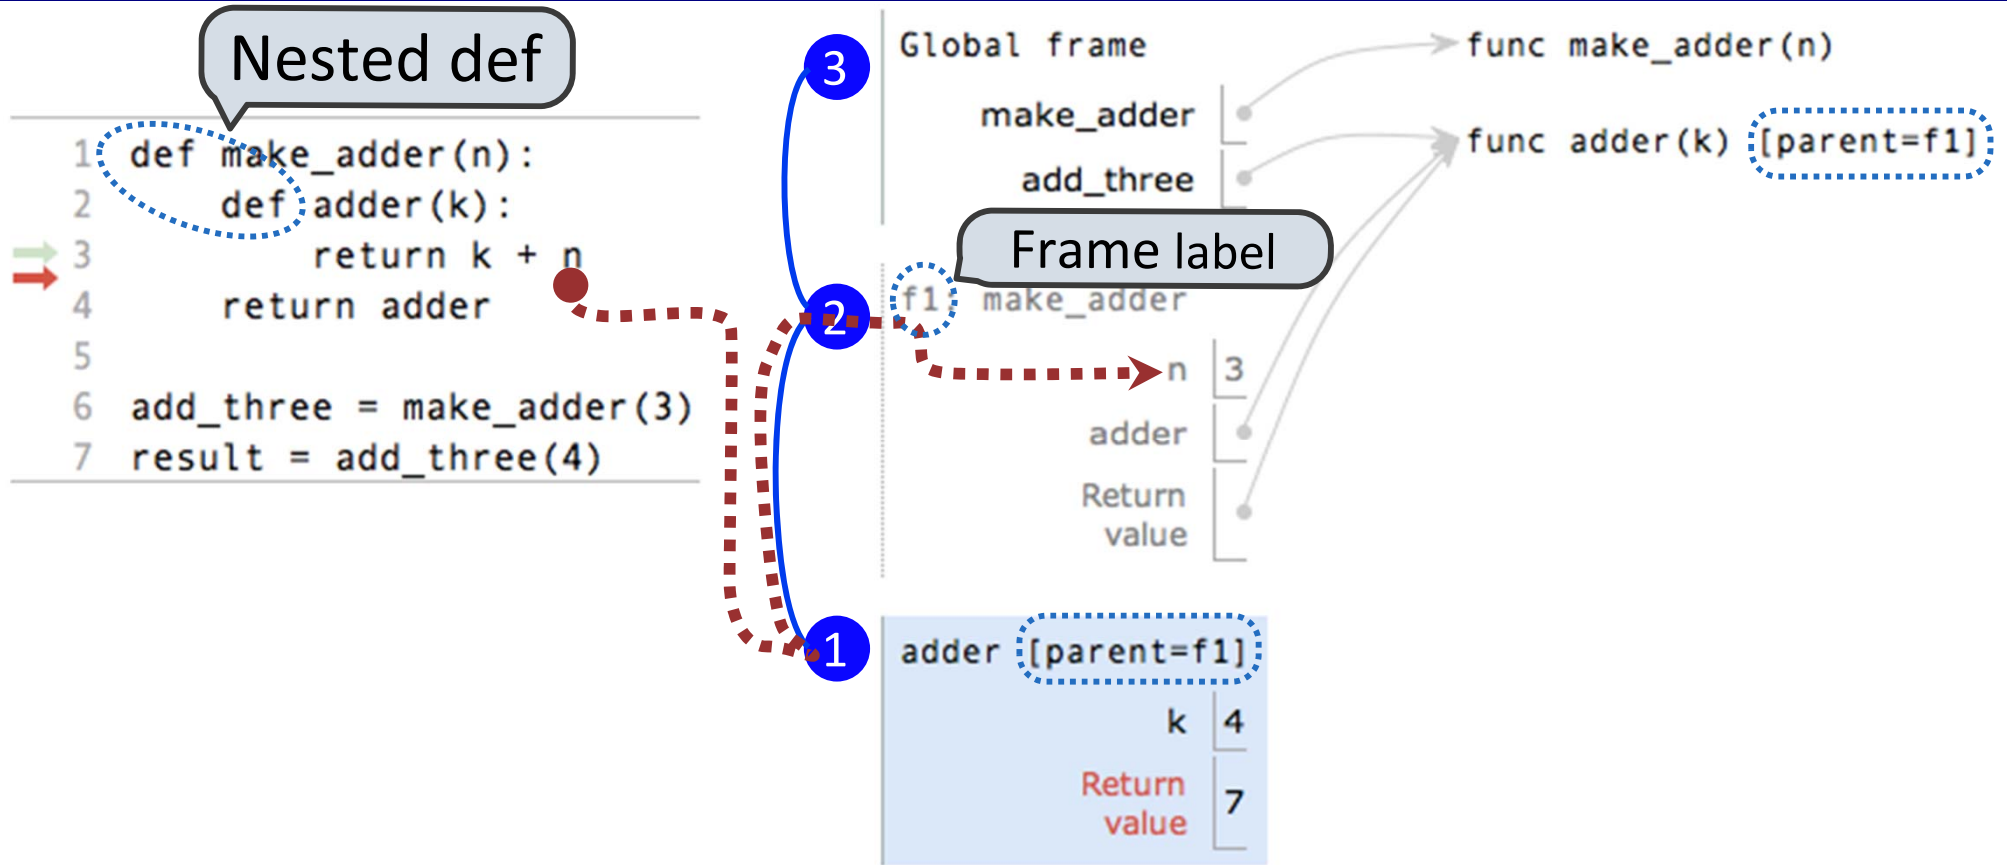 Nested def
1 def make_adder(n):
2 def adder(k):
3 return k + n
4 return adder
5
6 add_three = make_adder(3)
7 result = add_three(4)
3
2
1
Global frame
make_adder
add_three
func make_adder(n)
func adder(k) [parent=f1]
Frame label
f1: make_adder
n 3
adder
Return
value
adder [parent=f1]
k 4
Return
value 7